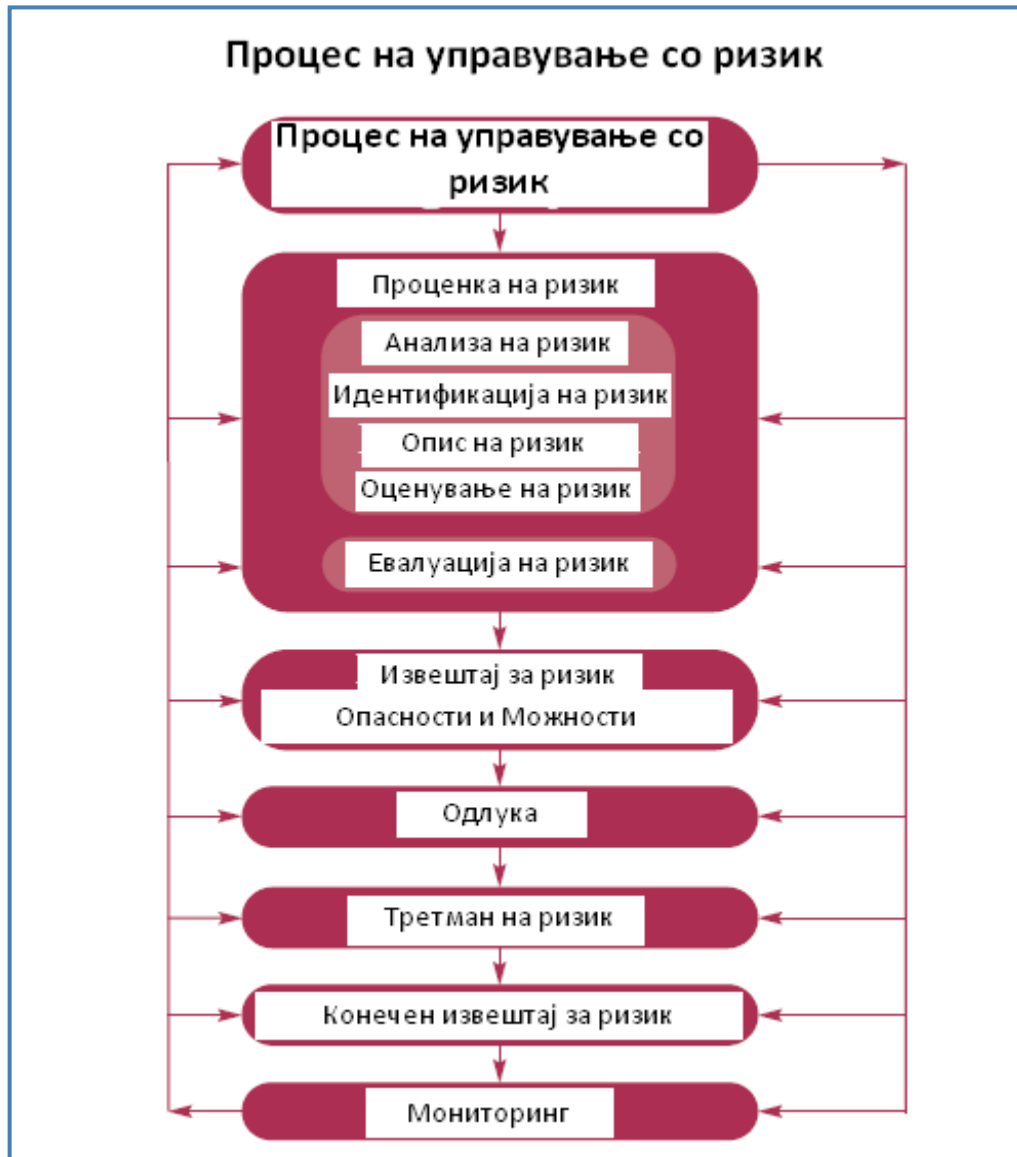 Процес на управување со ризик
Процес на управување со
ризик
Проценка на ризик
Анализа на ризик
Идентификација на ризик
Опис на ризик
Оценување на ризик
Евалуација на ризик
Извештај за ризик
Опасности и Можности
Одлука
Третман на ризик
Конечен извештај за ризик
Мониторинг